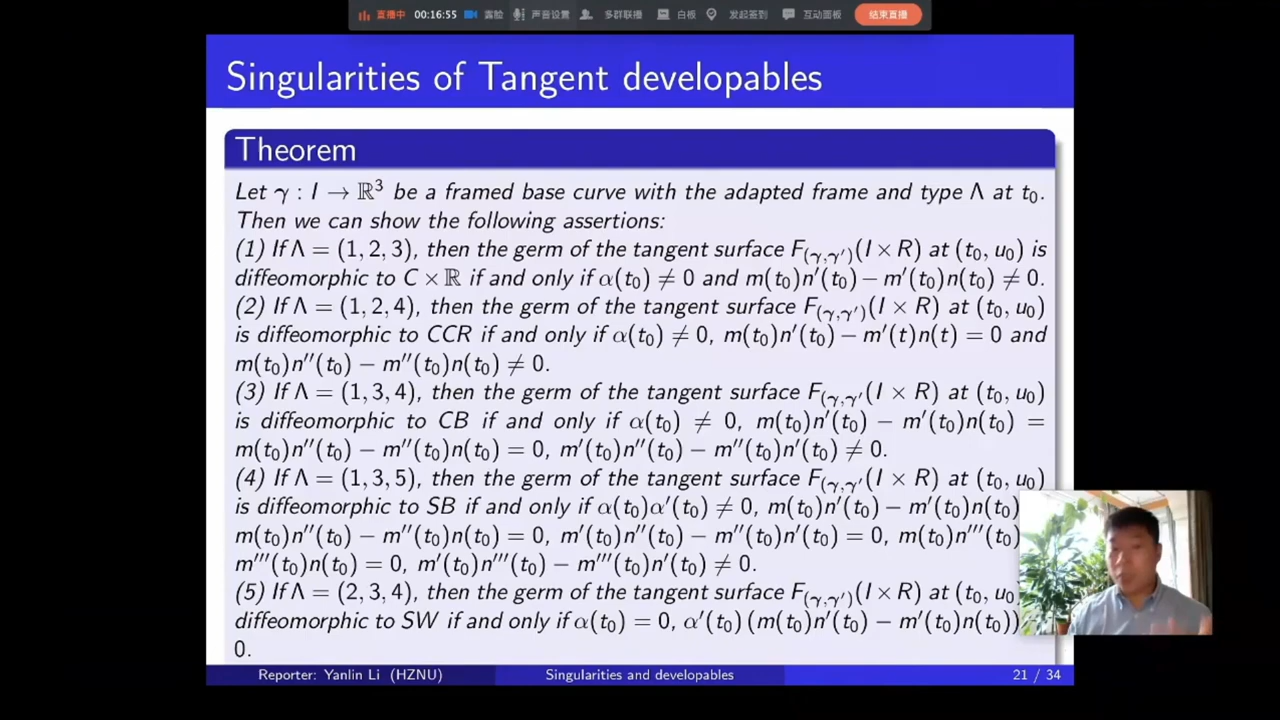 直播中 00:16:55 露脸 声音设置 多群联播 白板 发起签到 互动面板 结束直播
Singularities of Tangent developables
Theorem
Let γ : I → ℝ³ be a framed base curve with the adapted frame and type Λ at t₀.
Then we can show the following assertions:
(1) If Λ = (1, 2, 3), then the germ of the tangent surface F₍γ,γ′₎(I × R) at (t₀, u₀) is
diffeomorphic to C × ℝ if and only if α(t₀) ≠ 0 and m(t₀)n′(t₀) − m′(t₀)n(t₀) ≠ 0.
(2) If Λ = (1, 2, 4), then the germ of the tangent surface F₍γ,γ′₎(I × R) at (t₀, u₀)
is diffeomorphic to CCR if and only if α(t₀) ≠ 0, m(t₀)n′(t₀) − m′(t)n(t) = 0 and
m(t₀)n″(t₀) − m″(t₀)n(t₀) ≠ 0.
(3) If Λ = (1, 3, 4), then the germ of the tangent surface F₍γ,γ′(I × R) at (t₀, u₀)
is diffeomorphic to CB if and only if α(t₀) ≠ 0, m(t₀)n′(t₀) − m′(t₀)n(t₀) =
m(t₀)n″(t₀) − m″(t₀)n(t₀) = 0, m′(t₀)n″(t₀) − m″(t₀)n′(t₀) ≠ 0.
(4) If Λ = (1, 3, 5), then the germ of the tangent surface F₍γ,γ′(I × R) at (t₀, u₀)
is diffeomorphic to SB if and only if α(t₀)α′(t₀) ≠ 0, m(t₀)n′(t₀) − m′(t₀)n(t₀)
m(t₀)n″(t₀) − m″(t₀)n(t₀) = 0, m′(t₀)n″(t₀) − m″(t₀)n′(t₀) = 0, m(t₀)n‴(t₀)
m‴(t₀)n(t₀) = 0, m′(t₀)n‴(t₀) − m‴(t₀)n′(t₀) ≠ 0.
(5) If Λ = (2, 3, 4), then the germ of the tangent surface F₍γ,γ′₎(I × R) at (t₀, u₀
diffeomorphic to SW if and only if α(t₀) = 0, α′(t₀) (m(t₀)n′(t₀) − m′(t₀)n(t₀))
0.
Reporter: Yanlin Li (HZNU) Singularities and developables 21 / 34